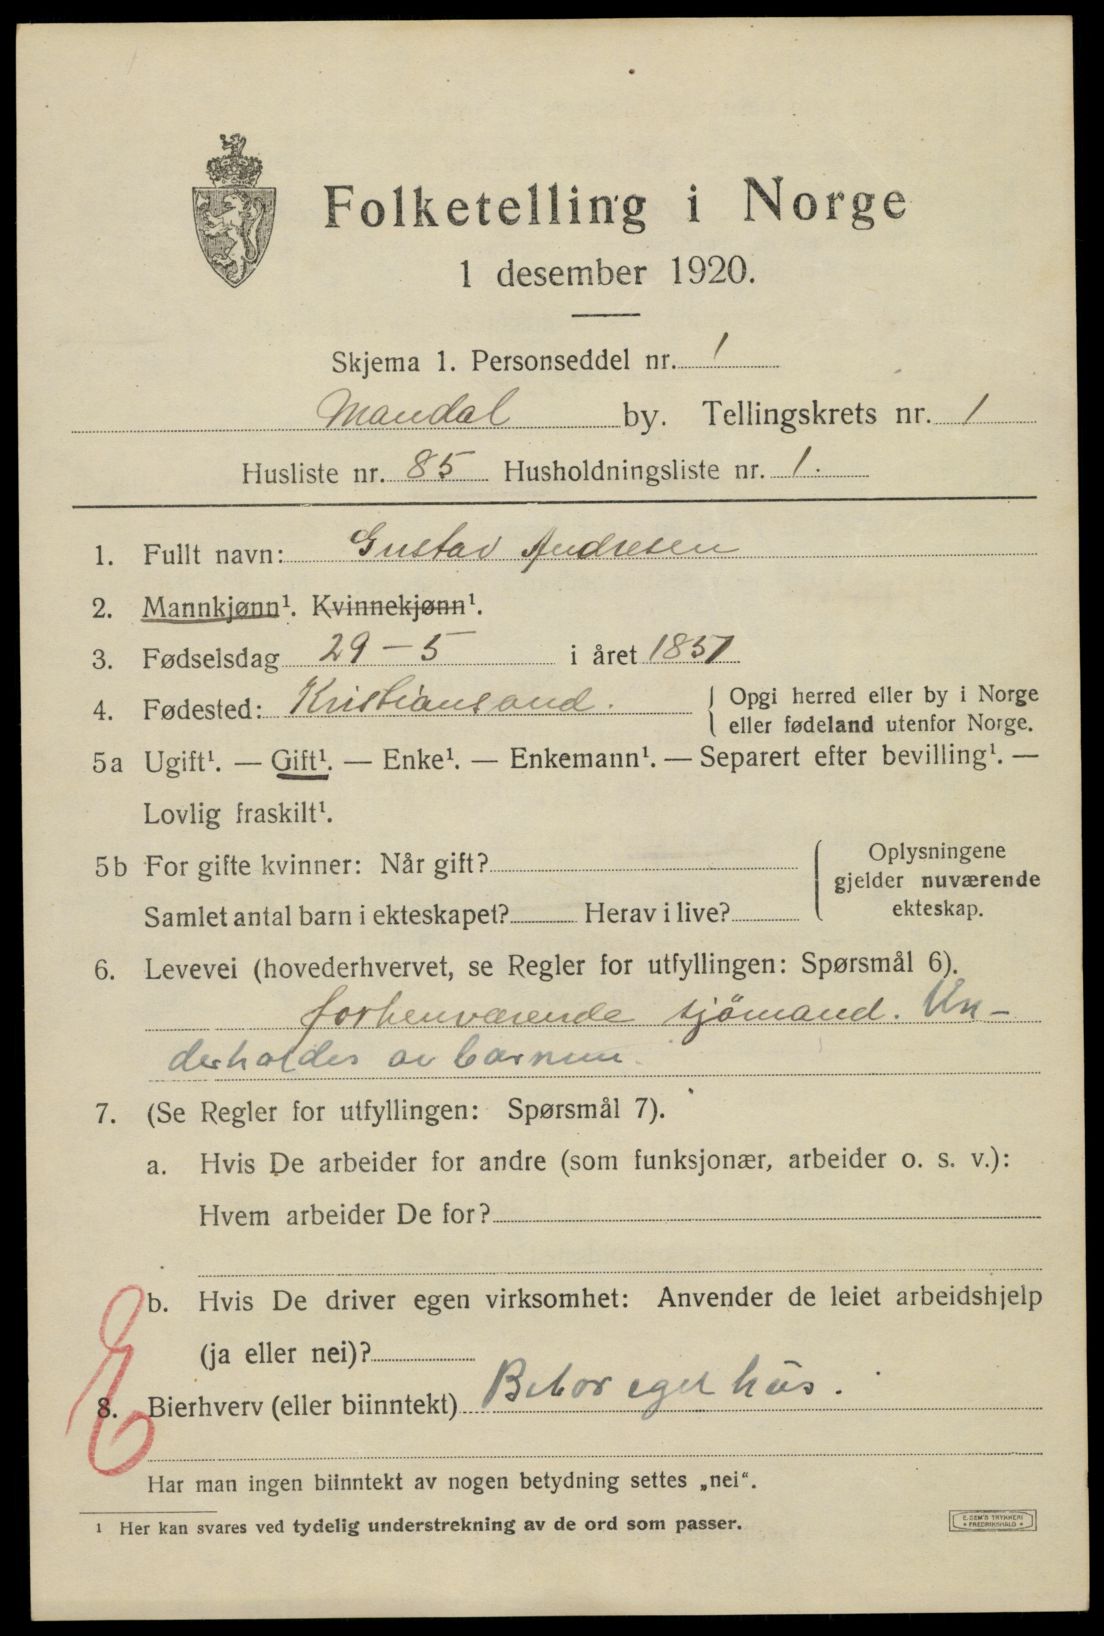 Folketelling i Norge
1 desember 1920.
Skjema 1. Personseddel nr. 1
Mandal by. Tellingskrets nr. 1
Husliste nr. 85 Husholdningsliste nr. 1.
1. Fullt navn: Gustav Andresen
2. Mannkjønn¹. Kvinnekjønn¹.
3. Fødselsdag 29-5 i året 1851
4. Fødested: Kristiansand. Opgi herred eller by i Norge
eller fødeland utenfor Norge.
5a Ugift¹. — Gift¹. — Enke¹. — Enkemann¹. — Separert efter bevilling¹. —
Lovlig fraskilt¹.
5b For gifte kvinner: Når gift? Oplysningene
gjelder nuværende
Samlet antal barn i ekteskapet? Herav i live? ekteskap.
6. Levevei (hovederhvervet, se Regler for utfyllingen: Spørsmål 6).
forhenværende sjömand. Un-
derholdes av barnene.
7. (Se Regler for utfyllingen: Spørsmål 7).
a. Hvis De arbeider for andre (som funksjonær, arbeider o. s. v.):
Hvem arbeider De for?
b. Hvis De driver egen virksomhet: Anvender de leiet arbeidshjelp
(ja eller nei)?
8. Bierhverv (eller biinntekt) Bebor eget hus.
Har man ingen biinntekt av nogen betydning settes „nei“.
¹ Her kan svares ved tydelig understrekning av de ord som passer.
E. SEM'S TRYKKERI
FREDRIKSHALD